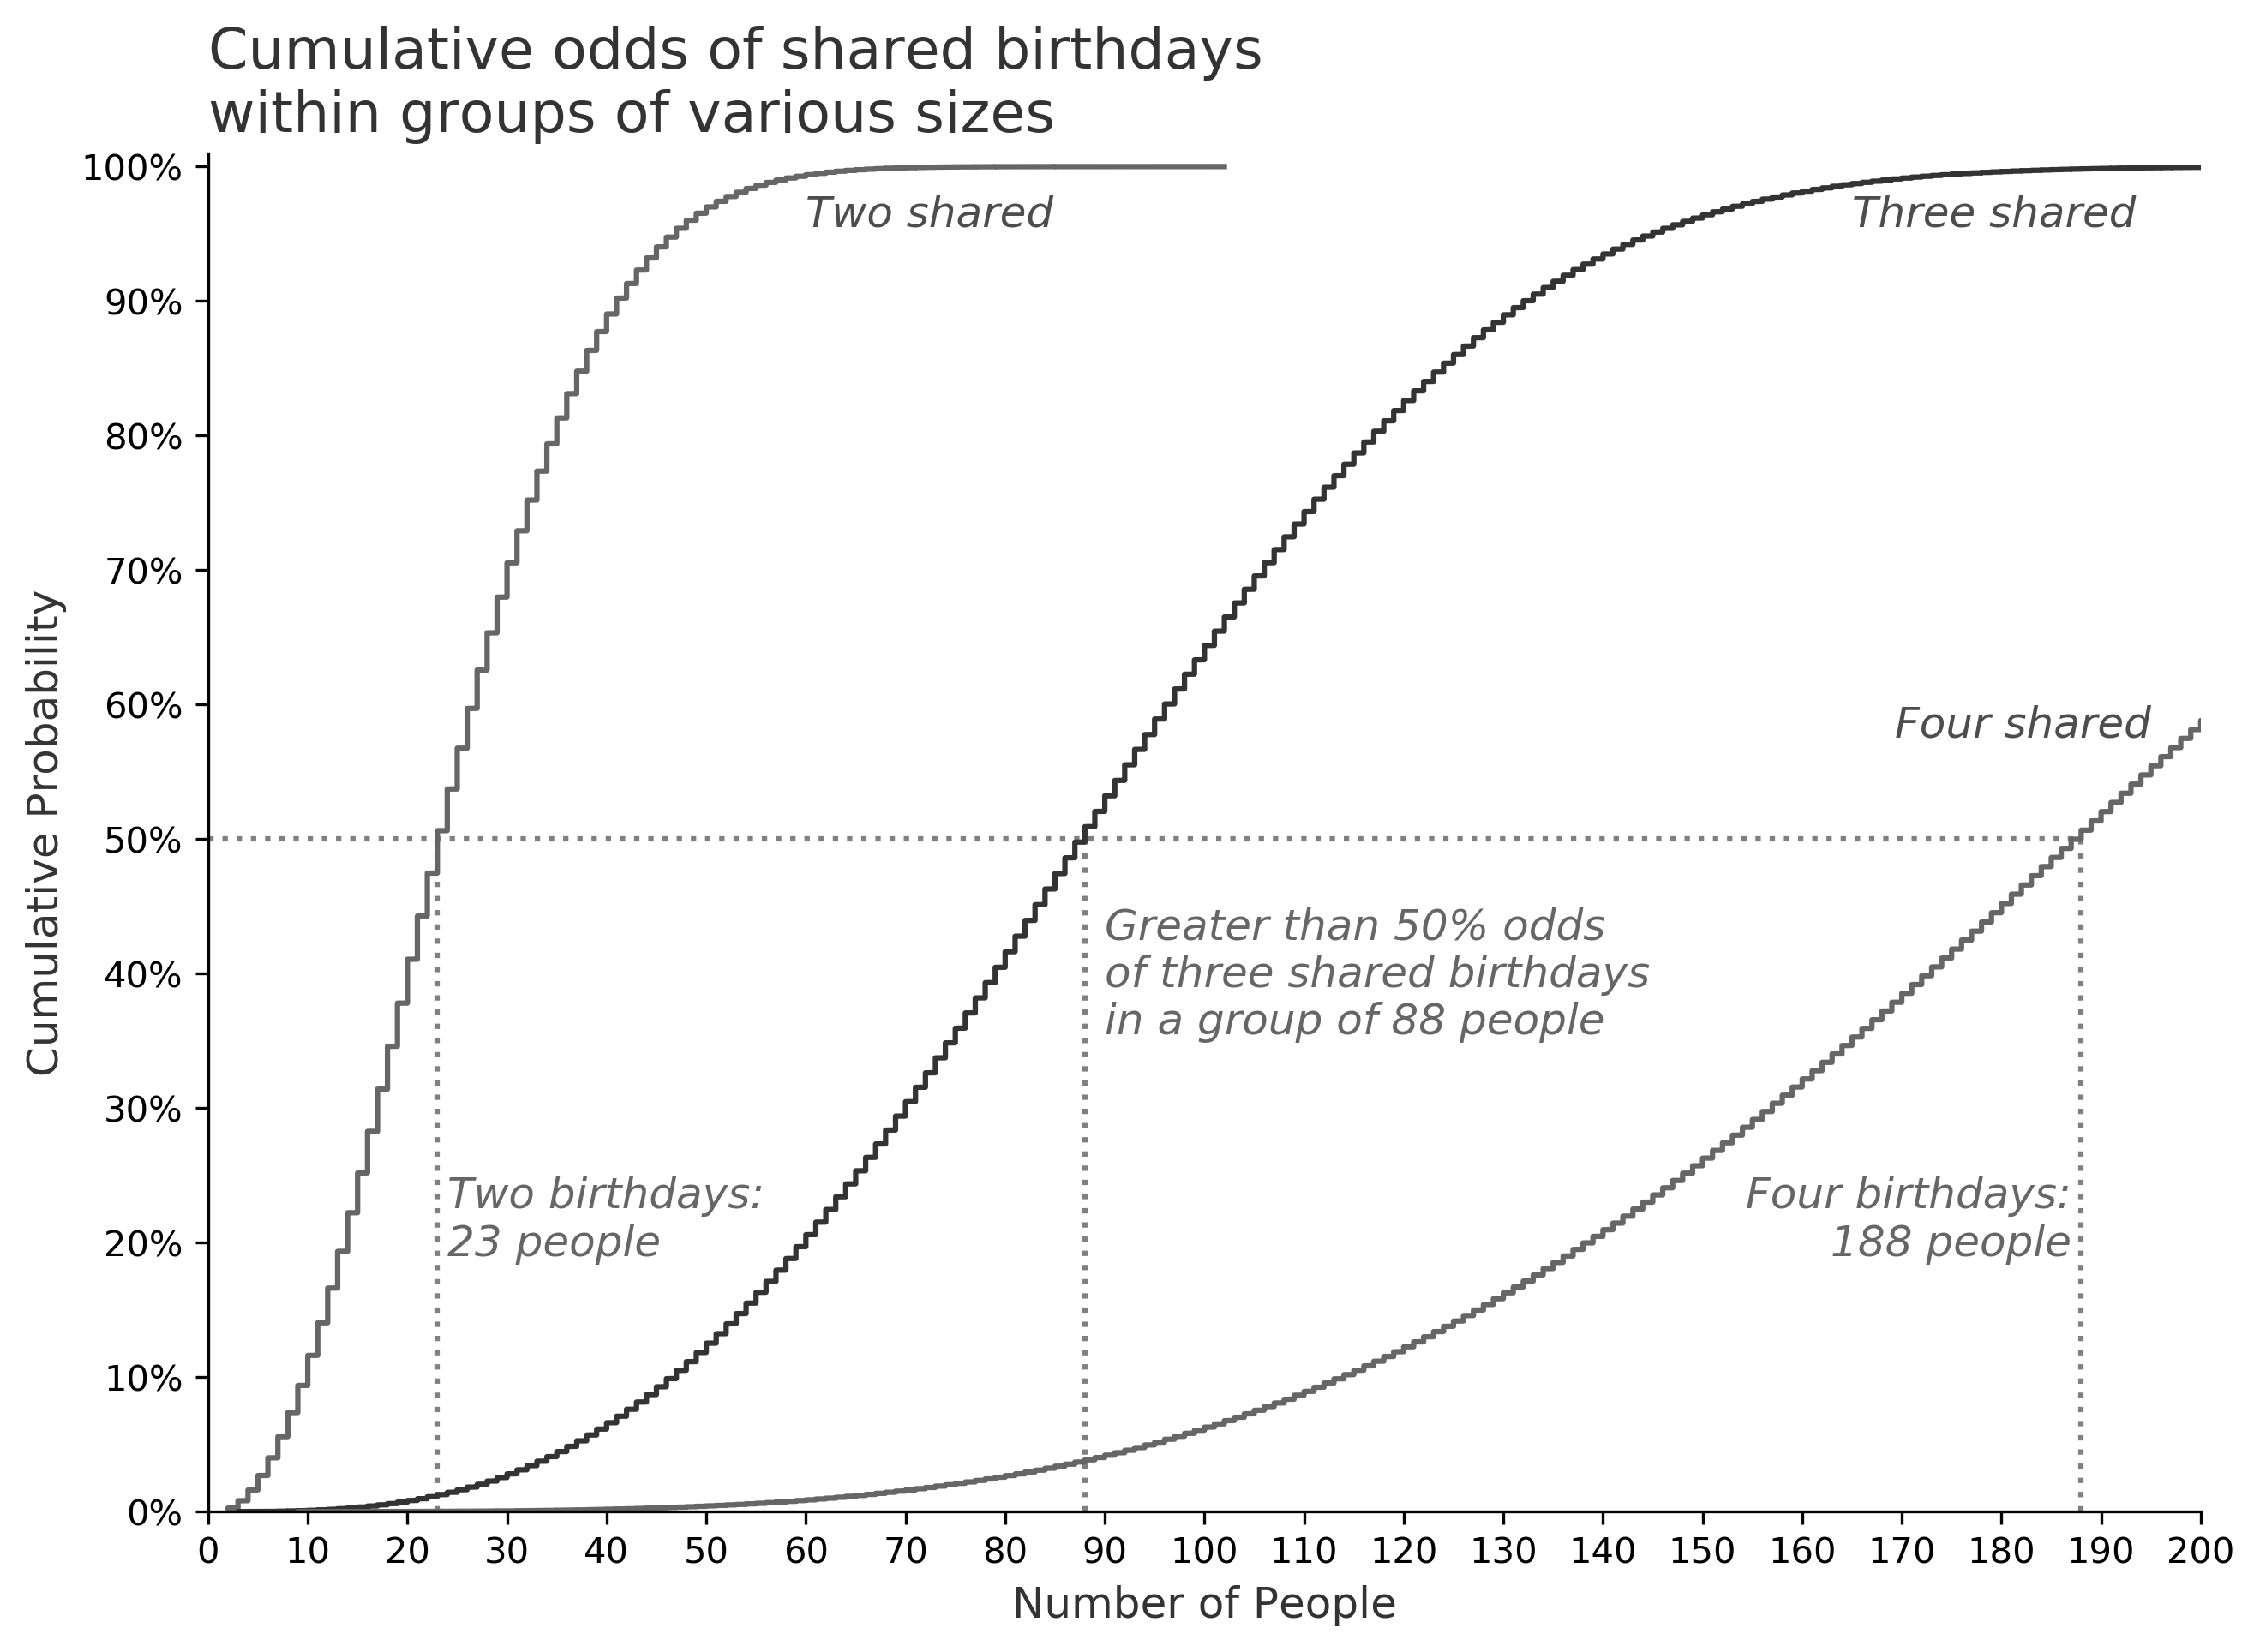 Cumulative odds of shared birthdays
within groups of various sizes
100%
90%
80%
70%
60%
50%
40%
30%
20%
10%
0%
Cumulative Probability
Two shared
Three shared
Four shared
Greater than 50% odds
of three shared birthdays
in a group of 88 people
Two birthdays:
23 people
Four birthdays:
188 people
0 10 20 30 40 50 60 70 80 90 100 110 120 130 140 150 160 170 180 190 200
Number of People